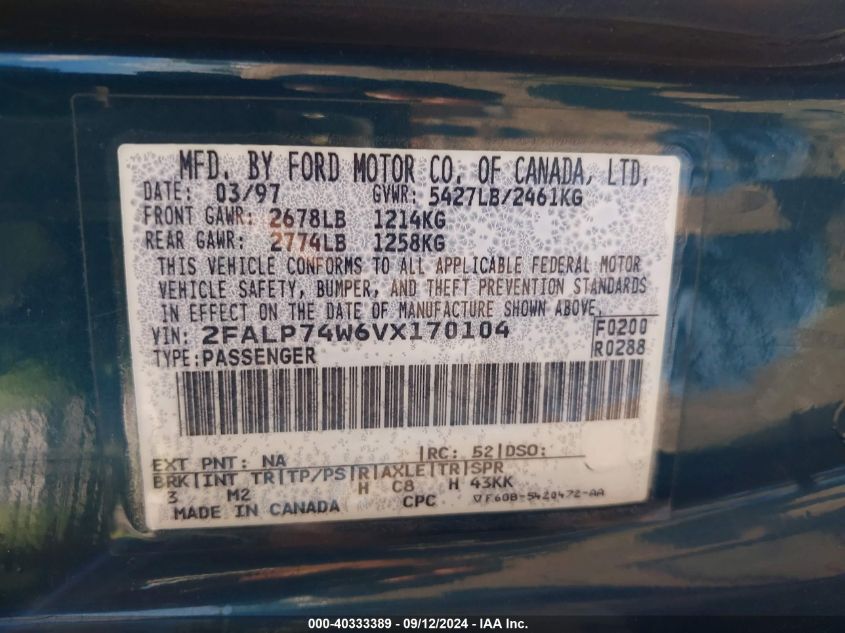 MFD. BY FORD MOTOR CO. OF CANADA, LTD.
DATE: 03/97 GVWR: 5427LB/2461KG
FRONT GAWR: 2678LB 1214KG
REAR GAWR: 2774LB 1258KG
THIS VEHICLE CONFORMS TO ALL APPLICABLE FEDERAL MOTOR
VEHICLE SAFETY, BUMPER, AND THEFT PREVENTION STANDARDS
IN EFFECT ON THE DATE OF MANUFACTURE SHOWN ABOVE.
VIN: 2FALP74W6VX170104 F0200
TYPE: PASSENGER R0288
EXT PNT: NA |RC: 52|DSO:
BRK|INT TR|TP/PS|R|AXLE|TR|SPR
3 M2 H C8 H 43KK
MADE IN CANADA CPC F60B-5420472-AA
000-40333389 - 09/12/2024 - IAA Inc.